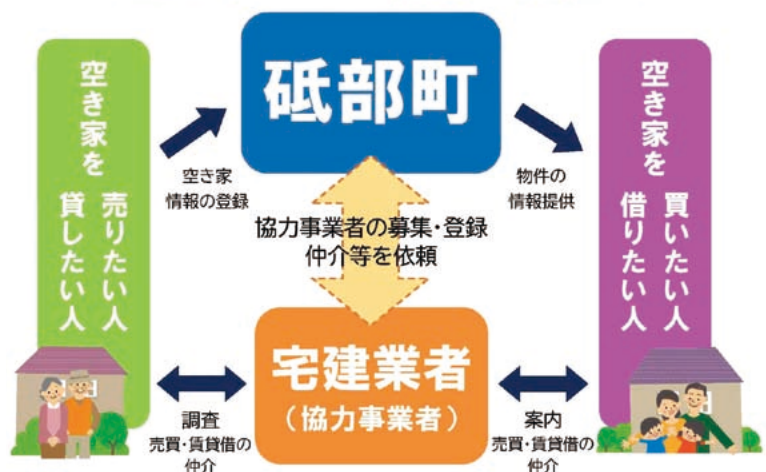 空き家を
売りたい人
貸したい人
砥部町
空き家を
買いたい人
借りたい人
空き家
情報の登録
物件の
情報提供
協力事業者の募集・登録
仲介等を依頼
宅建業者
（協力事業者）
調査
売買・賃貸借の
仲介
案内
売買・賃貸借の
仲介